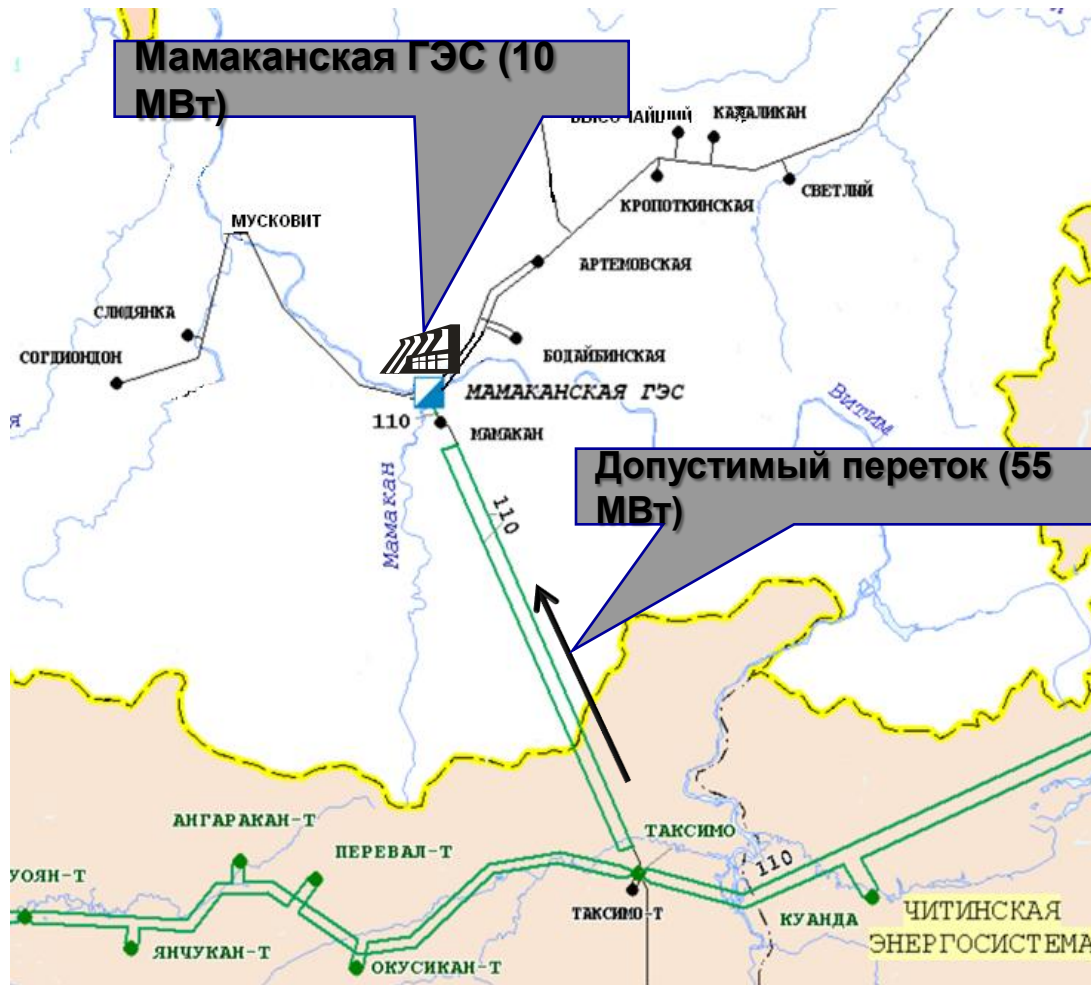 Мамаканская ГЭС (10
МВт)
КАДАЛИКАН
КРОПОТКИНСКАЯ
СВЕТЛЫЙ
МУСКОВИТ
АРТЕМОВСКАЯ
СЛЮДЯНКА
СОГДИОНДОН
БОДАЙБИНСКАЯ
МАМАКАНСКАЯ ГЭС
110
МАМАКАН
Витим
Мамакан
Допустимый переток (55
МВт)
110
АНГАРАКАН-Т
ПЕРЕВАЛ-Т
ТАКСИМО
УОЯН-Т
110
ТАКСИМО-Т
КУАНДА
ЯНЧУКАН-Т
ОКУСИКАН-Т
ЧИТИНСКАЯ
ЭНЕРГОСИСТЕМА